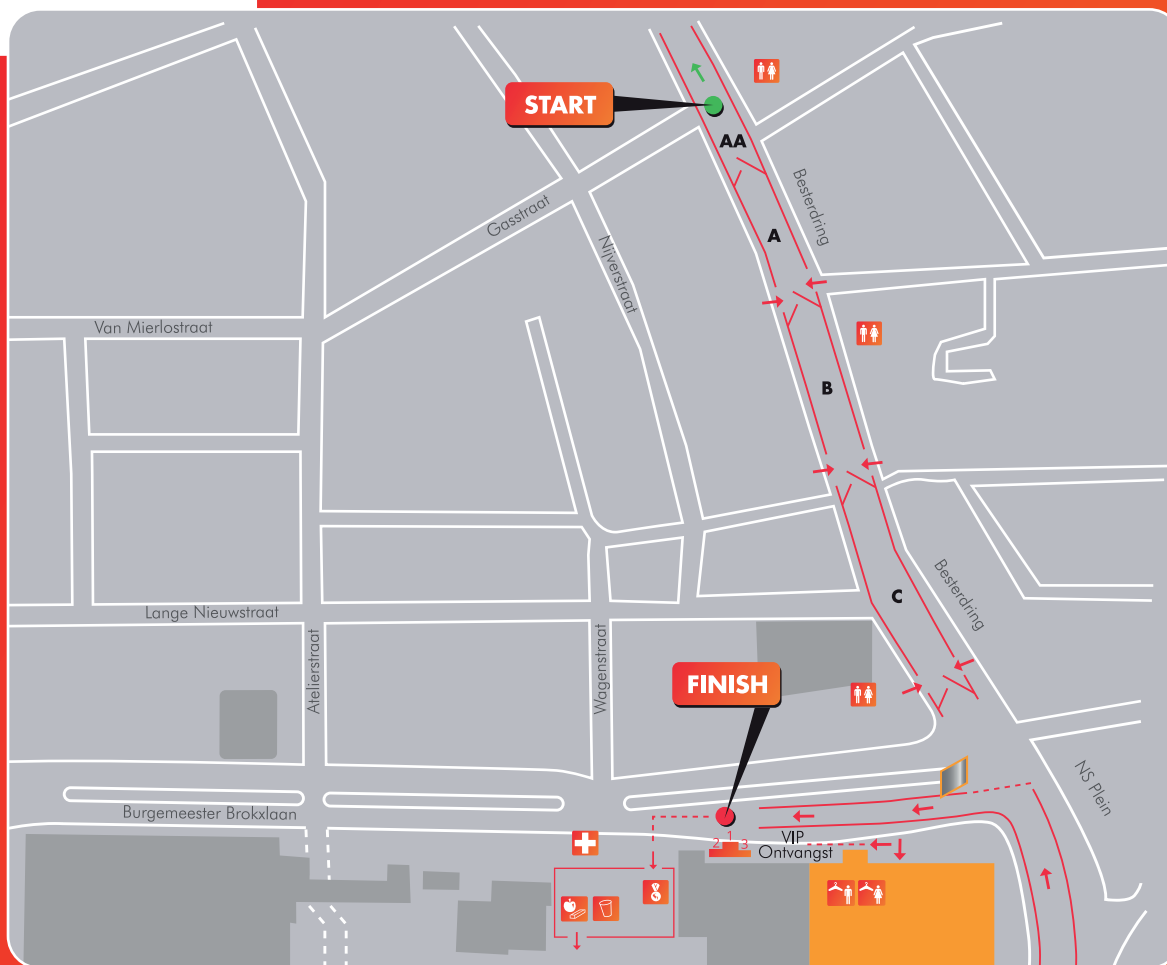 START
AA
Besterdring
Gasstraat
A
Nijverstraat
Van Mierlostraat
B
Besterdring
C
Lange Nieuwstraat
Atelierstraat
Wagenstraat
FINISH
NS Plein
Burgemeester Brokxlaan
2 1 3
VIP
Ontvangst